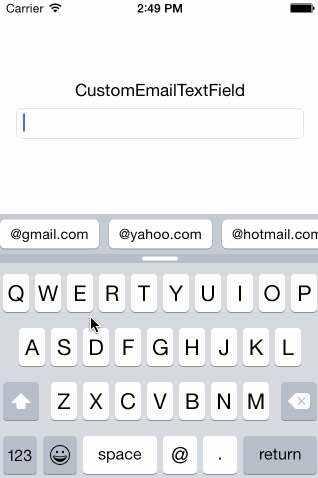 Carrier 2:49 PM
CustomEmailTextField
@gmail.com @yahoo.com @hotmail.com
Q W E R T Y U I O P
A S D F G H J K L
Z X C V B N M
123 space @ . return